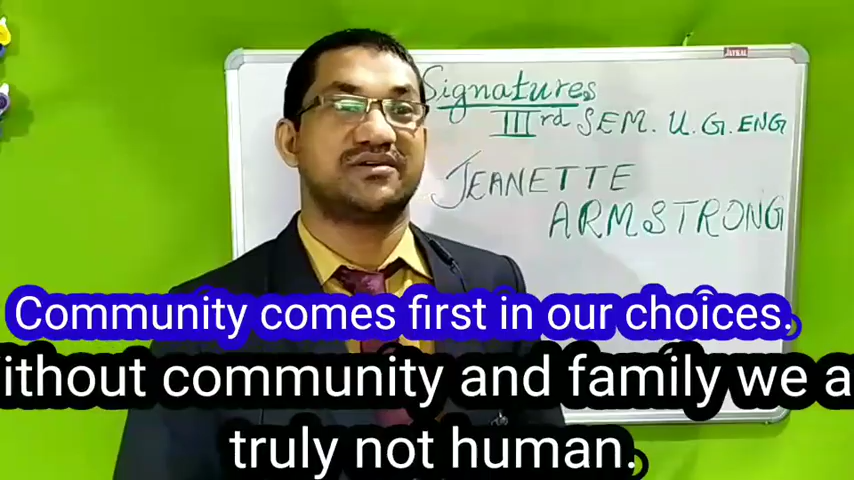 JAYKAL
Signatures
IIIrd SEM. U.G. ENG
JEANETTE
ARMSTRONG
Community comes first in our choices.
ithout community and family we a
truly not human.